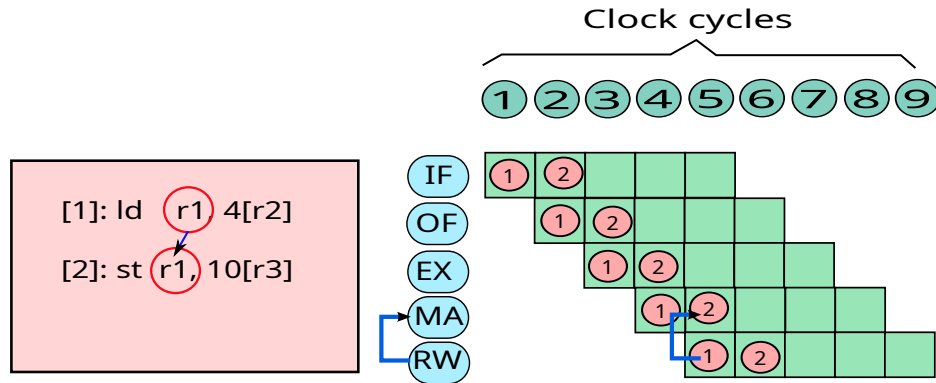 Clock cycles
1 2 3 4 5 6 7 8 9
[1]: ld r1, 4[r2]
[2]: st r1, 10[r3]
IF 1 2
OF 1 2
EX 1 2
MA 1 2
RW 1 2